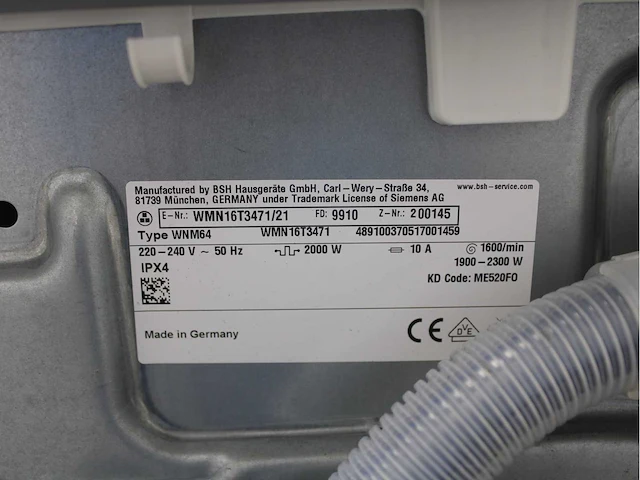 Manufactured by BSH Hausgeräte GmbH, Carl-Wery-Straße 34, www.bsh-service.com
81739 München, GERMANY under Trademark License of Siemens AG
E-Nr.: WMN16T3471/21 FD: 9910 Z-Nr.: 200145
Type WNM64 WMN16T3471 489100370517001459
220-240 V ~ 50 Hz 2000 W 10 A 1600/min
IPX4 1900-2300 W
KD Code: ME520FO
Made in Germany CE DVE